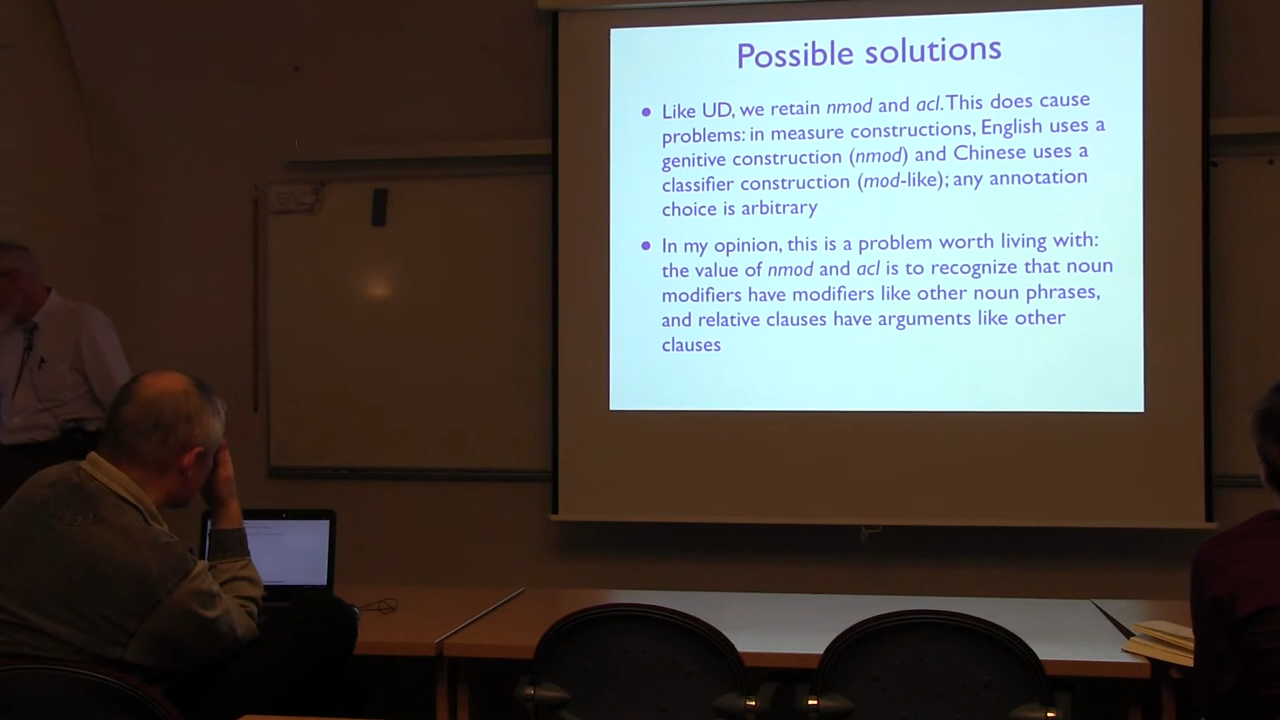 Possible solutions
• Like UD, we retain nmod and acl. This does cause
problems: in measure constructions, English uses a
genitive construction (nmod) and Chinese uses a
classifier construction (mod-like); any annotation
choice is arbitrary
• In my opinion, this is a problem worth living with:
the value of nmod and acl is to recognize that noun
modifiers have modifiers like other noun phrases,
and relative clauses have arguments like other
clauses